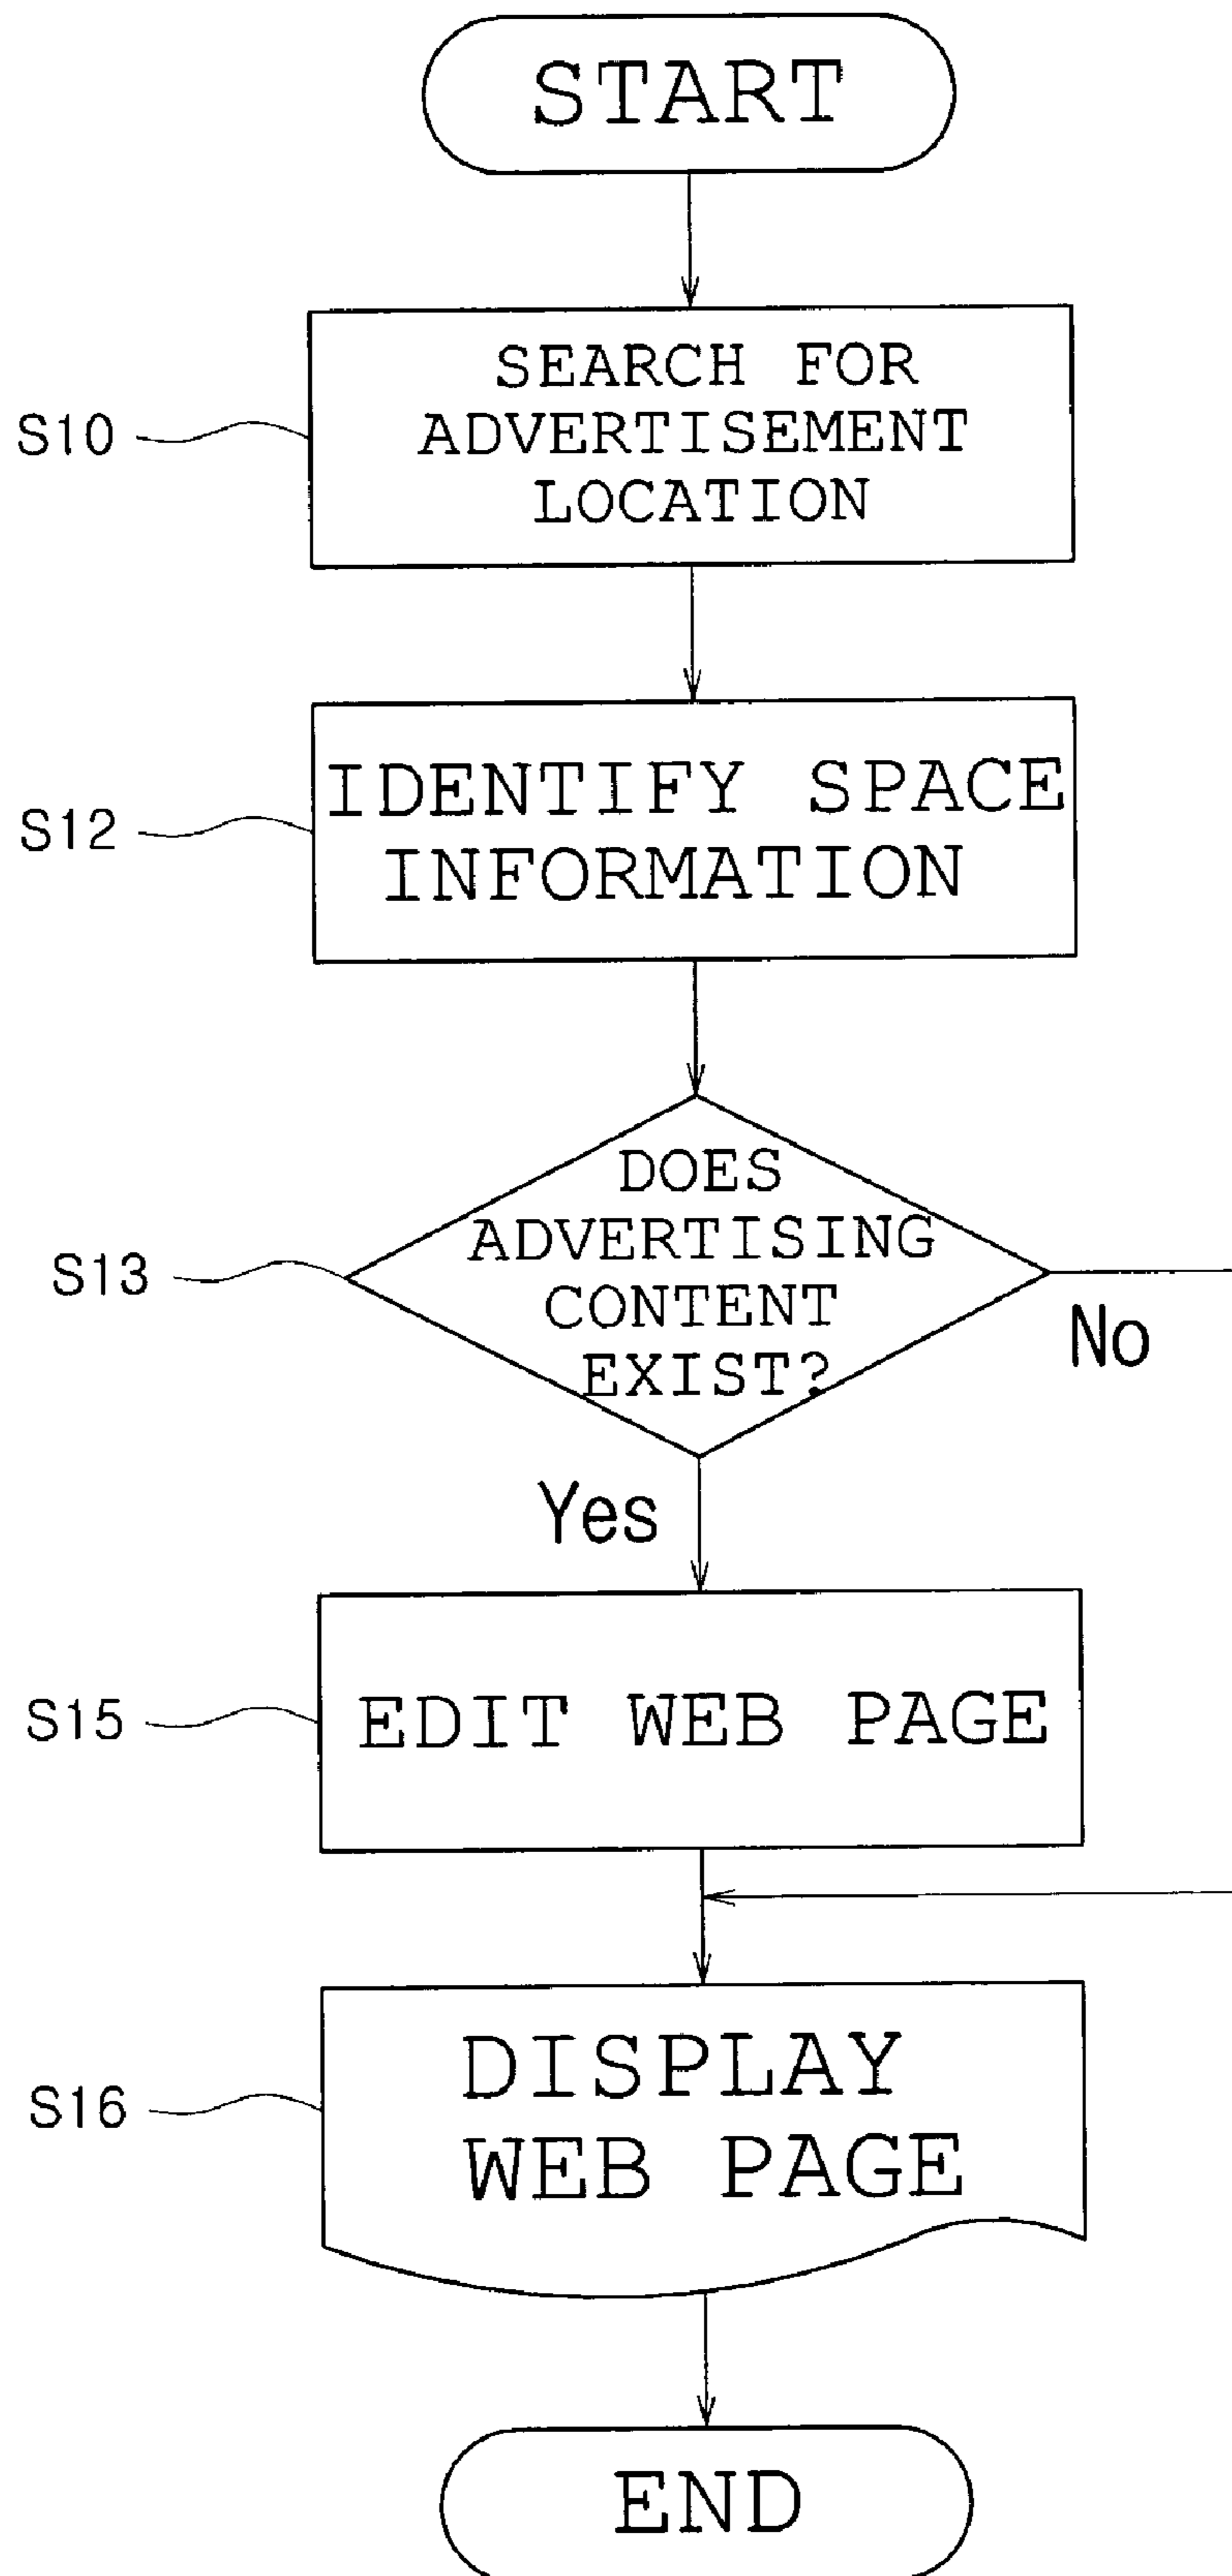 START
S10
SEARCH FOR
ADVERTISEMENT
LOCATION
S12
IDENTIFY SPACE
INFORMATION
S13
DOES
ADVERTISING
CONTENT
EXIST?
No
Yes
S15
EDIT WEB PAGE
S16
DISPLAY
WEB PAGE
END